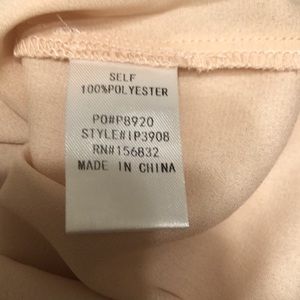 SELF
100%POLYESTER
PO#P8920
STYLE#IP3908
RN#156832
MADE IN CHINA